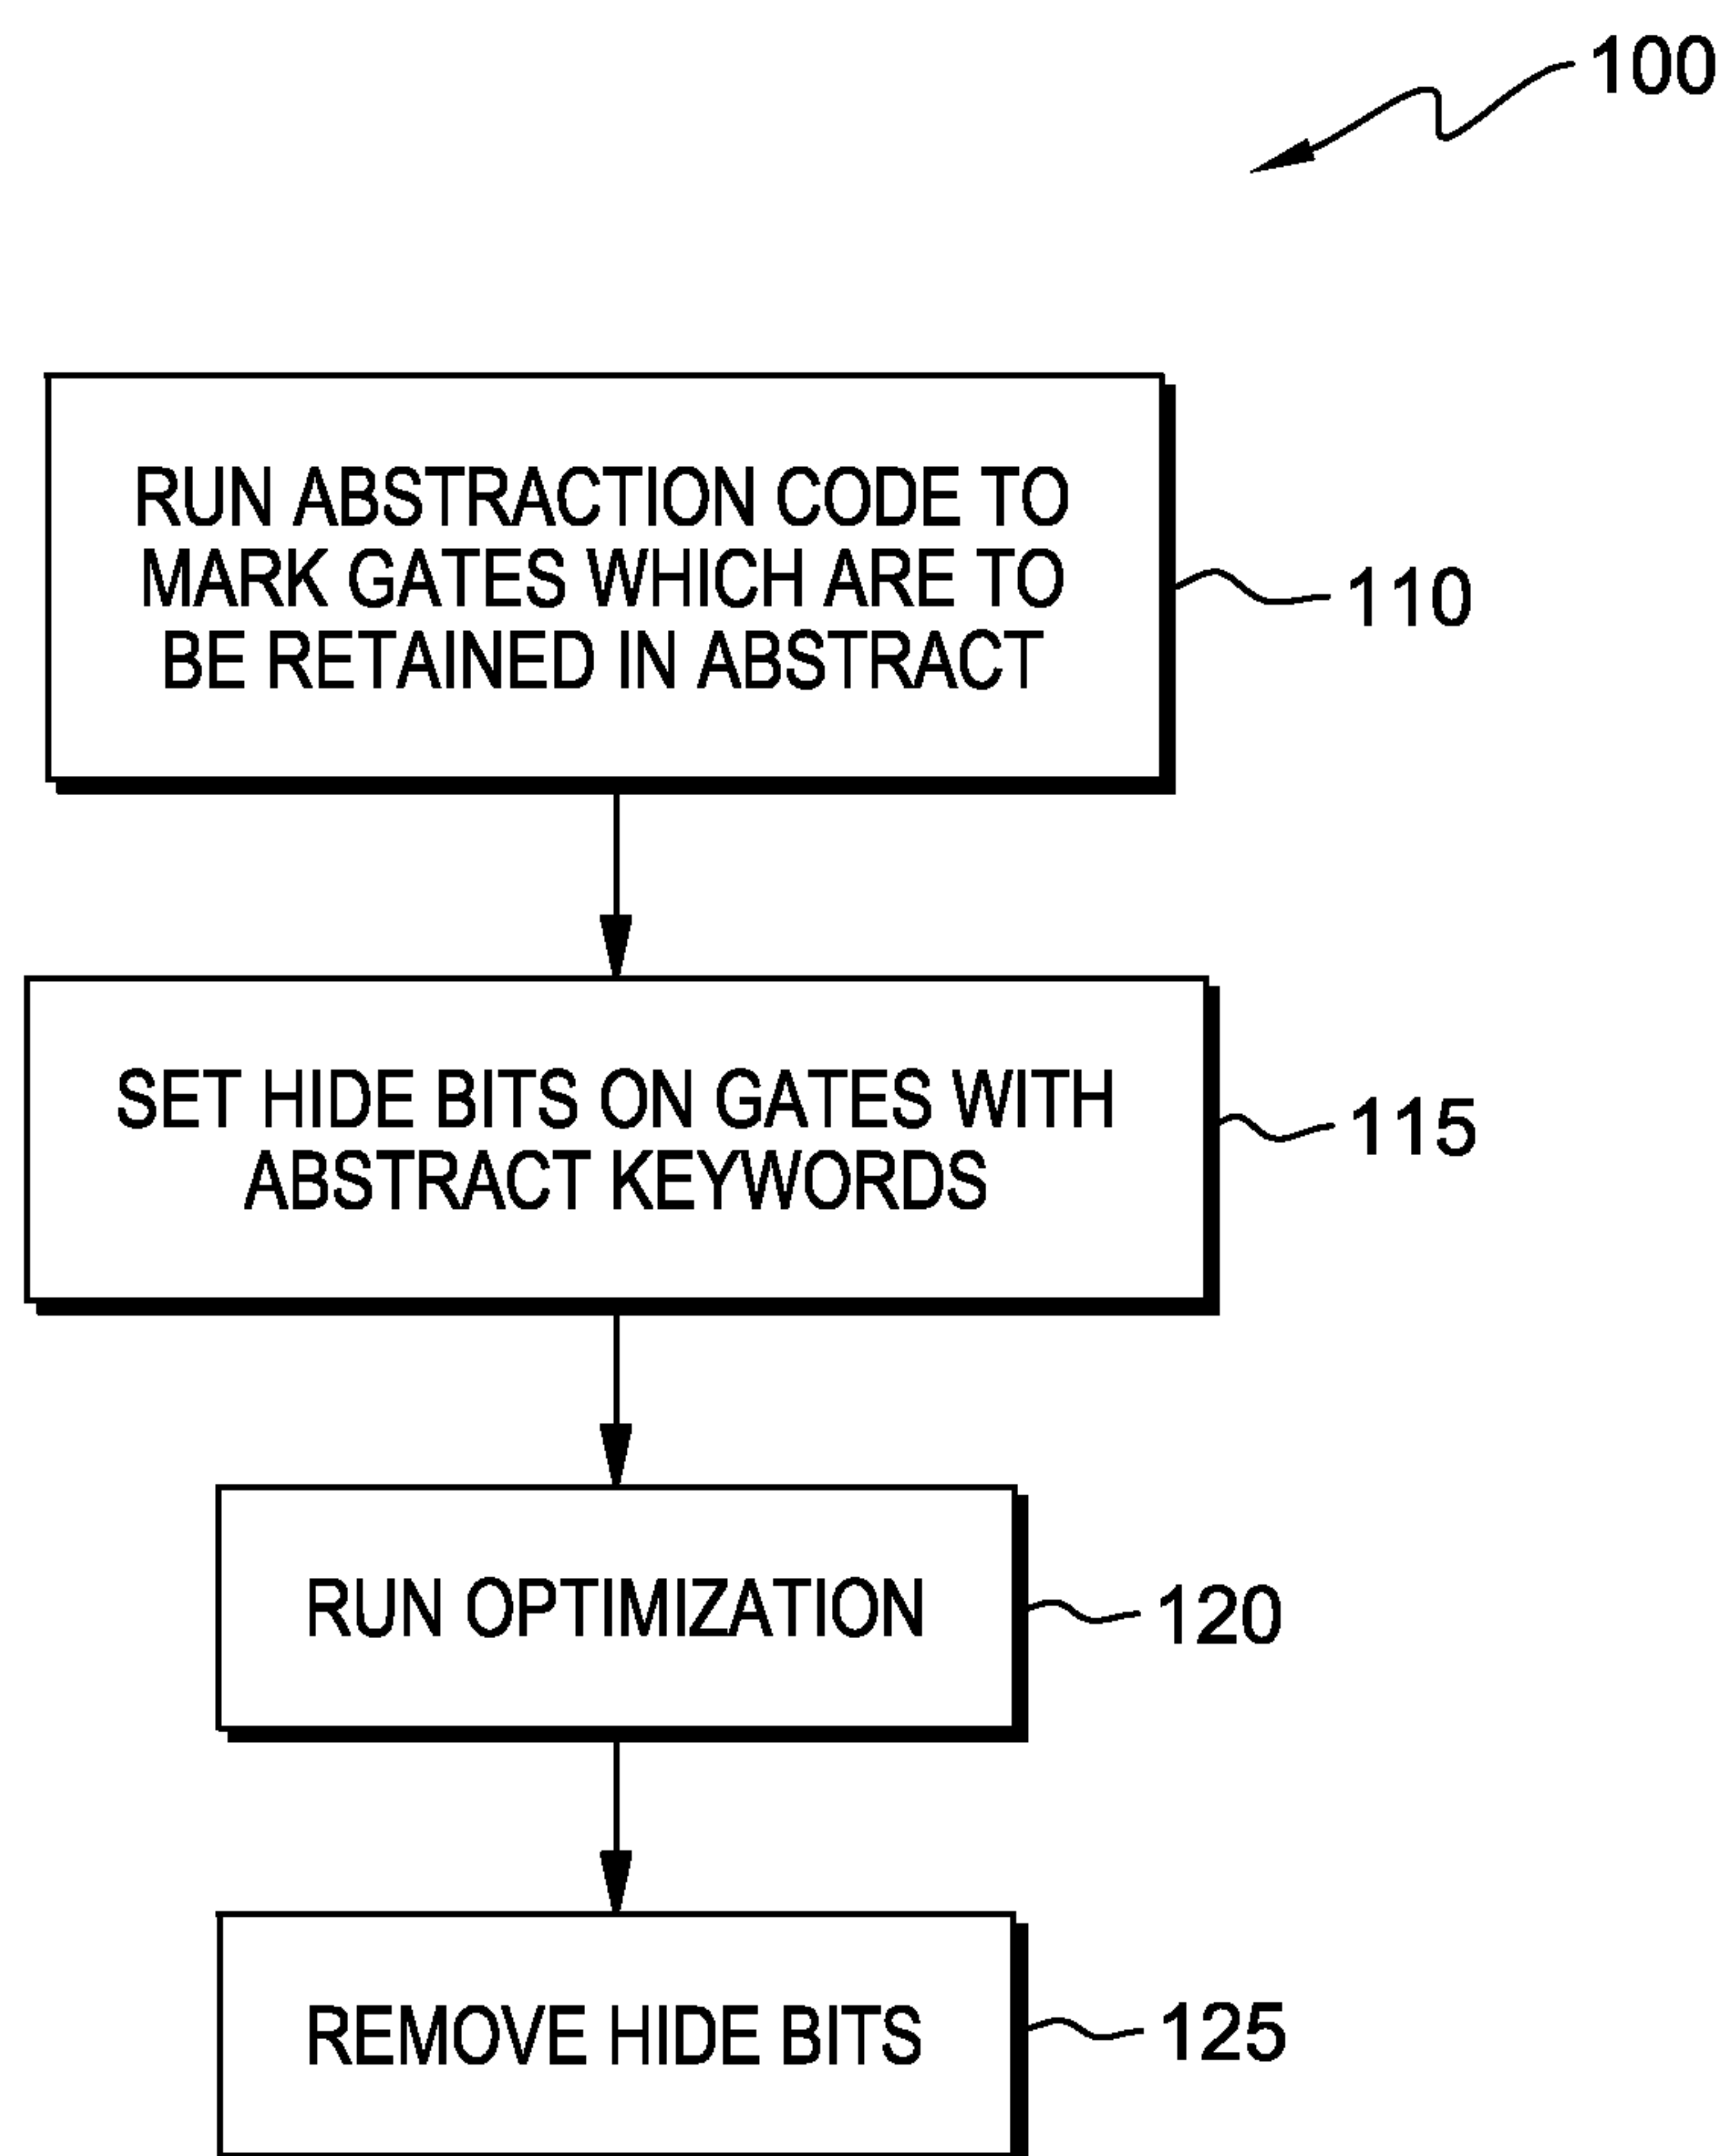 100
RUN ABSTRACTION CODE TO
MARK GATES WHICH ARE TO
BE RETAINED IN ABSTRACT
110
SET HIDE BITS ON GATES WITH
ABSTRACT KEYWORDS
115
RUN OPTIMIZATION
120
REMOVE HIDE BITS
125